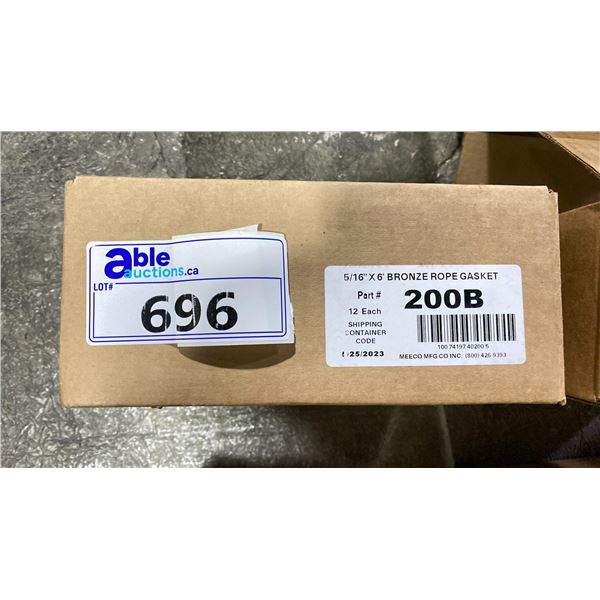 able
auctions.ca
LOT#
696
5/16" X 6' BRONZE ROPE GASKET
Part # 200B
12 Each
SHIPPING
CONTAINER
CODE
100 74197 40200 5
/25/2023 MEECO MFG CO INC. (800) 426 9393